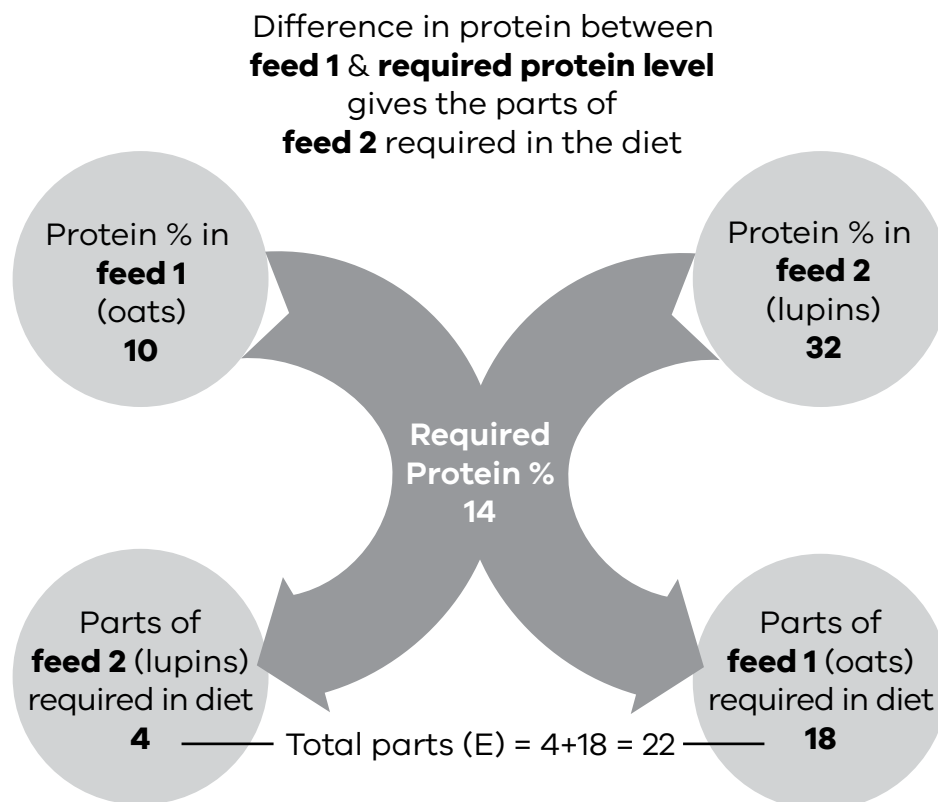 Difference in protein between
feed 1 & required protein level
gives the parts of
feed 2 required in the diet
Protein % in
feed 1
(oats)
10
Protein % in
feed 2
(lupins)
32
Required
Protein %
14
Parts of
feed 2 (lupins)
required in diet
4
Total parts (E) = 4+18 = 22
Parts of
feed 1 (oats)
required in diet
18